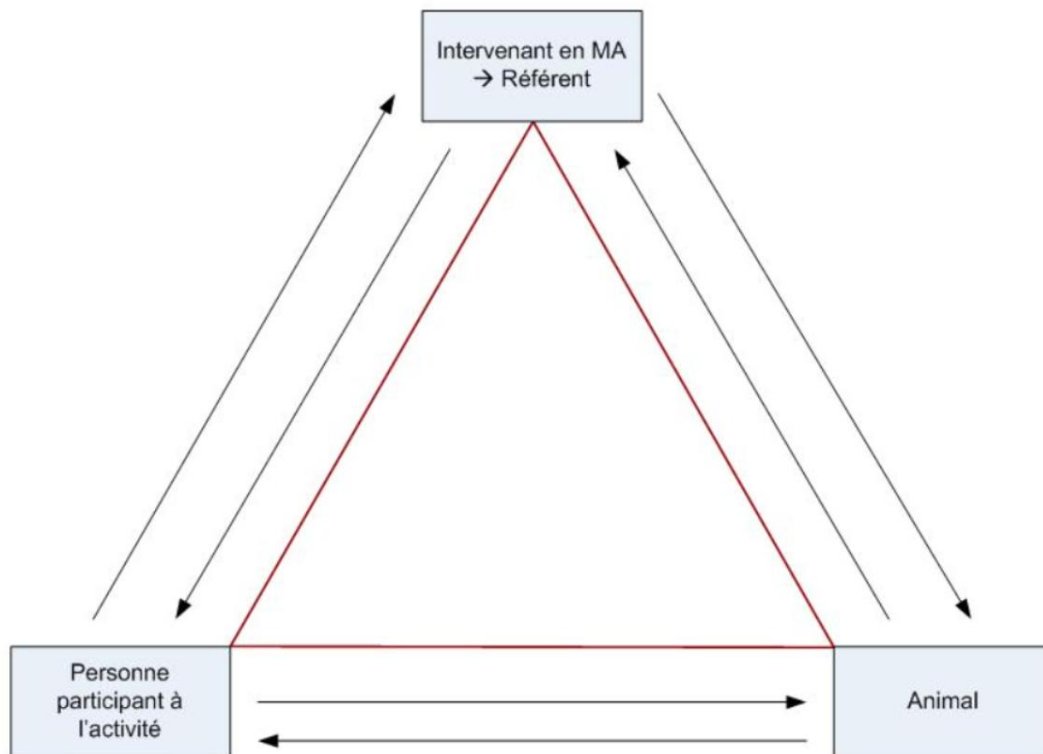 Intervenant en MA
→ Référent
Personne
participant à
l'activité
Animal